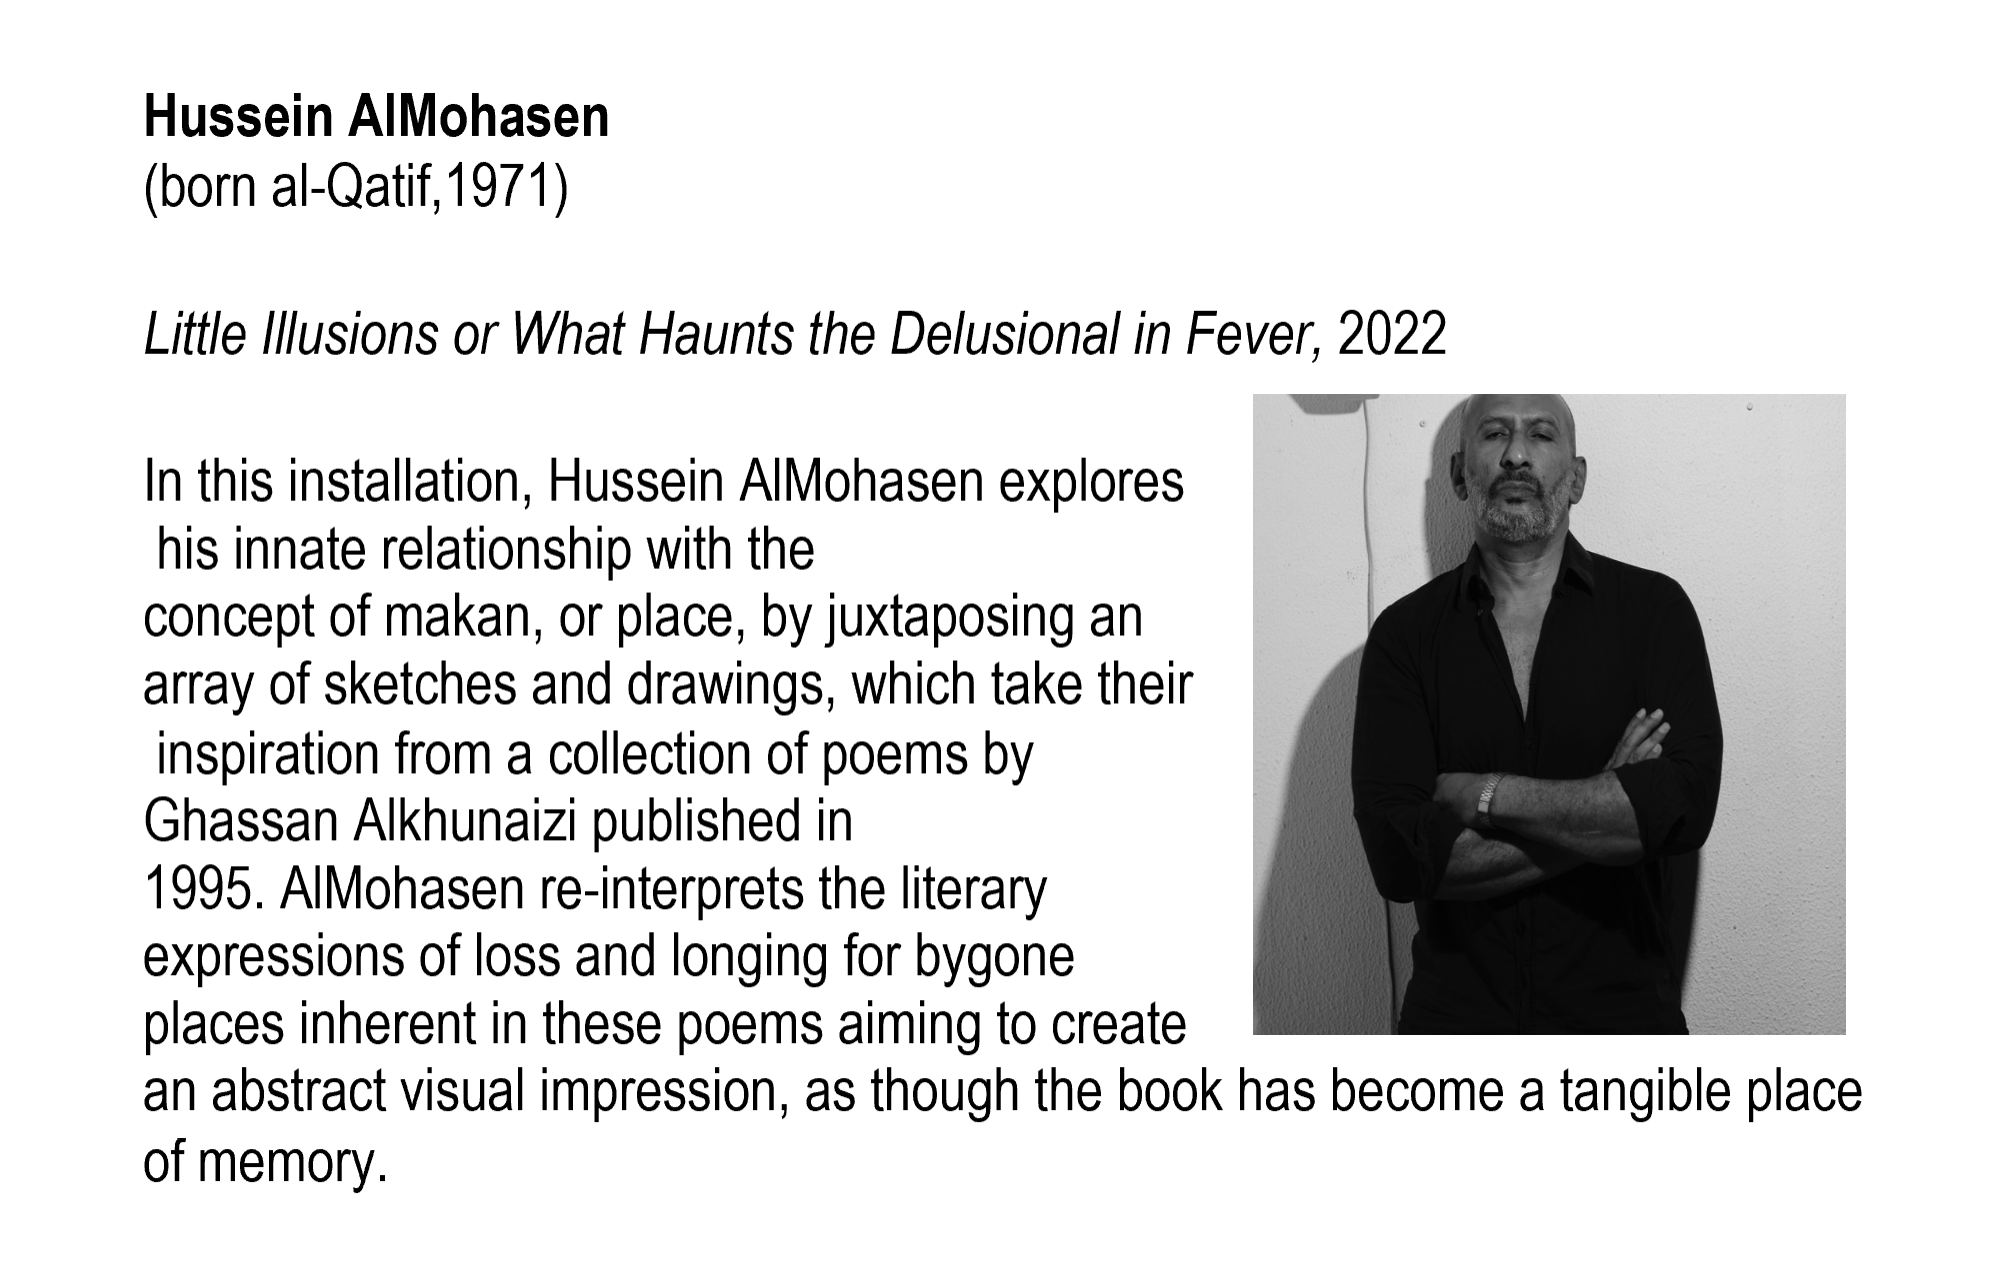 Hussein AlMohasen
(born al-Qatif,1971)
Little Illusions or What Haunts the Delusional in Fever, 2022
In this installation, Hussein AlMohasen explores
his innate relationship with the
concept of makan, or place, by juxtaposing an
array of sketches and drawings, which take their
inspiration from a collection of poems by
Ghassan Alkhunaizi published in
1995. AlMohasen re-interprets the literary
expressions of loss and longing for bygone
places inherent in these poems aiming to create
an abstract visual impression, as though the book has become a tangible place
of memory.